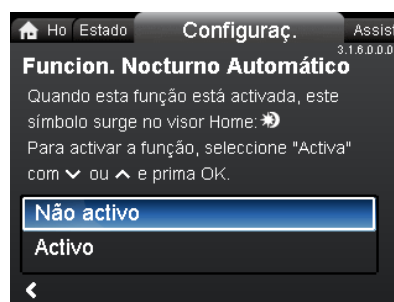 Ho Estado Configuraç. Assist
3.1.6.0.0.0
Funcion. Nocturno Automático
Quando esta função está activada, este
símbolo surge no visor Home:
Para activar a função, seleccione "Activa"
com ou e prima OK.
Não activo
Activo